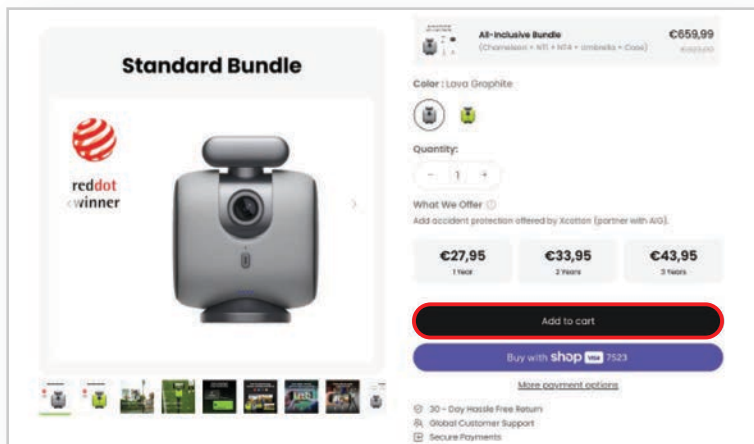 Standard Bundle
reddot
winner
All-Inclusive Bundle
€659,99
(Chameleon + NT1 + NT4 + Umbrella + Case)
Color : Lava Graphite
Quantity:
- 1 +
What We Offer
Add accident protection offered by Xcotton (partner with AIG).
€27,95
1 Year
€33,95
2 Years
€43,95
3 Years
Add to cart
Buy with shop VISA 7523
More payment options
30 - Day Hassle Free Return
Global Customer Support
Secure Payments